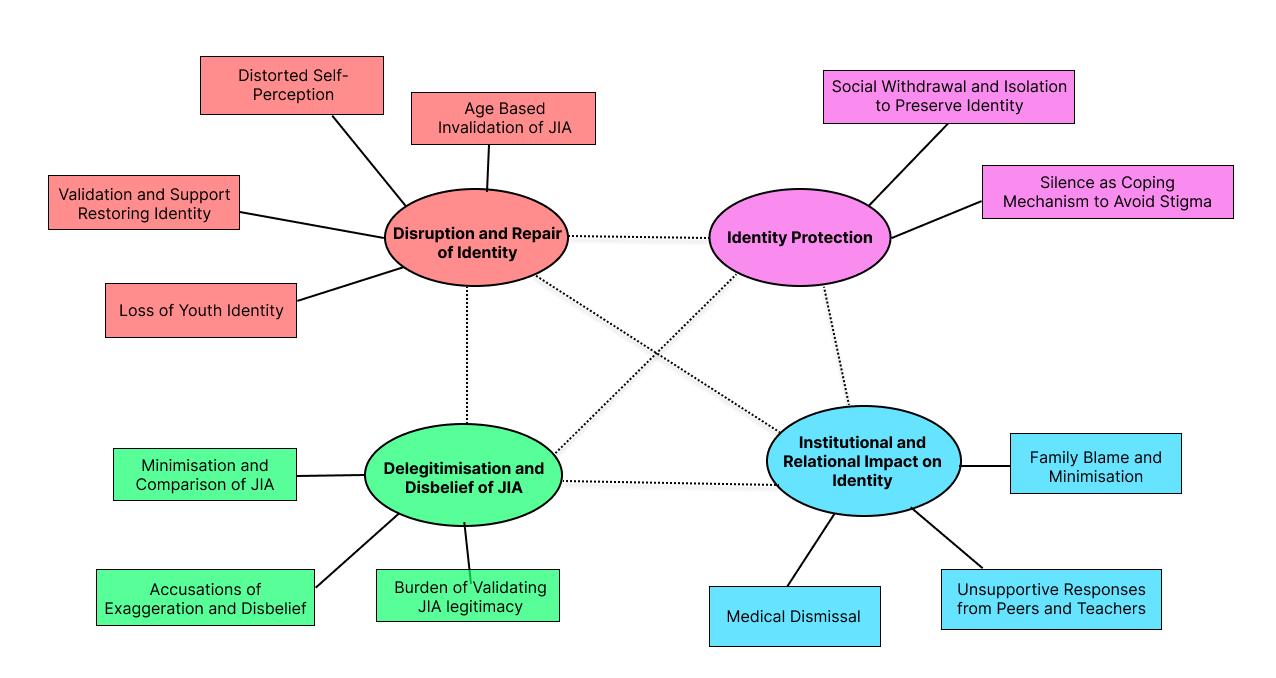 Distorted Self-
Perception
Age Based
Invalidation of JIA
Validation and Support
Restoring Identity
Loss of Youth Identity
Disruption and Repair
of Identity
Social Withdrawal and Isolation
to Preserve Identity
Silence as Coping
Mechanism to Avoid Stigma
Identity Protection
Delegitimisation and
Disbelief of JIA
Minimisation and
Comparison of JIA
Accusations of
Exaggeration and Disbelief
Burden of Validating
JIA legitimacy
Institutional and
Relational Impact on
Identity
Family Blame and
Minimisation
Medical Dismissal
Unsupportive Responses
from Peers and Teachers